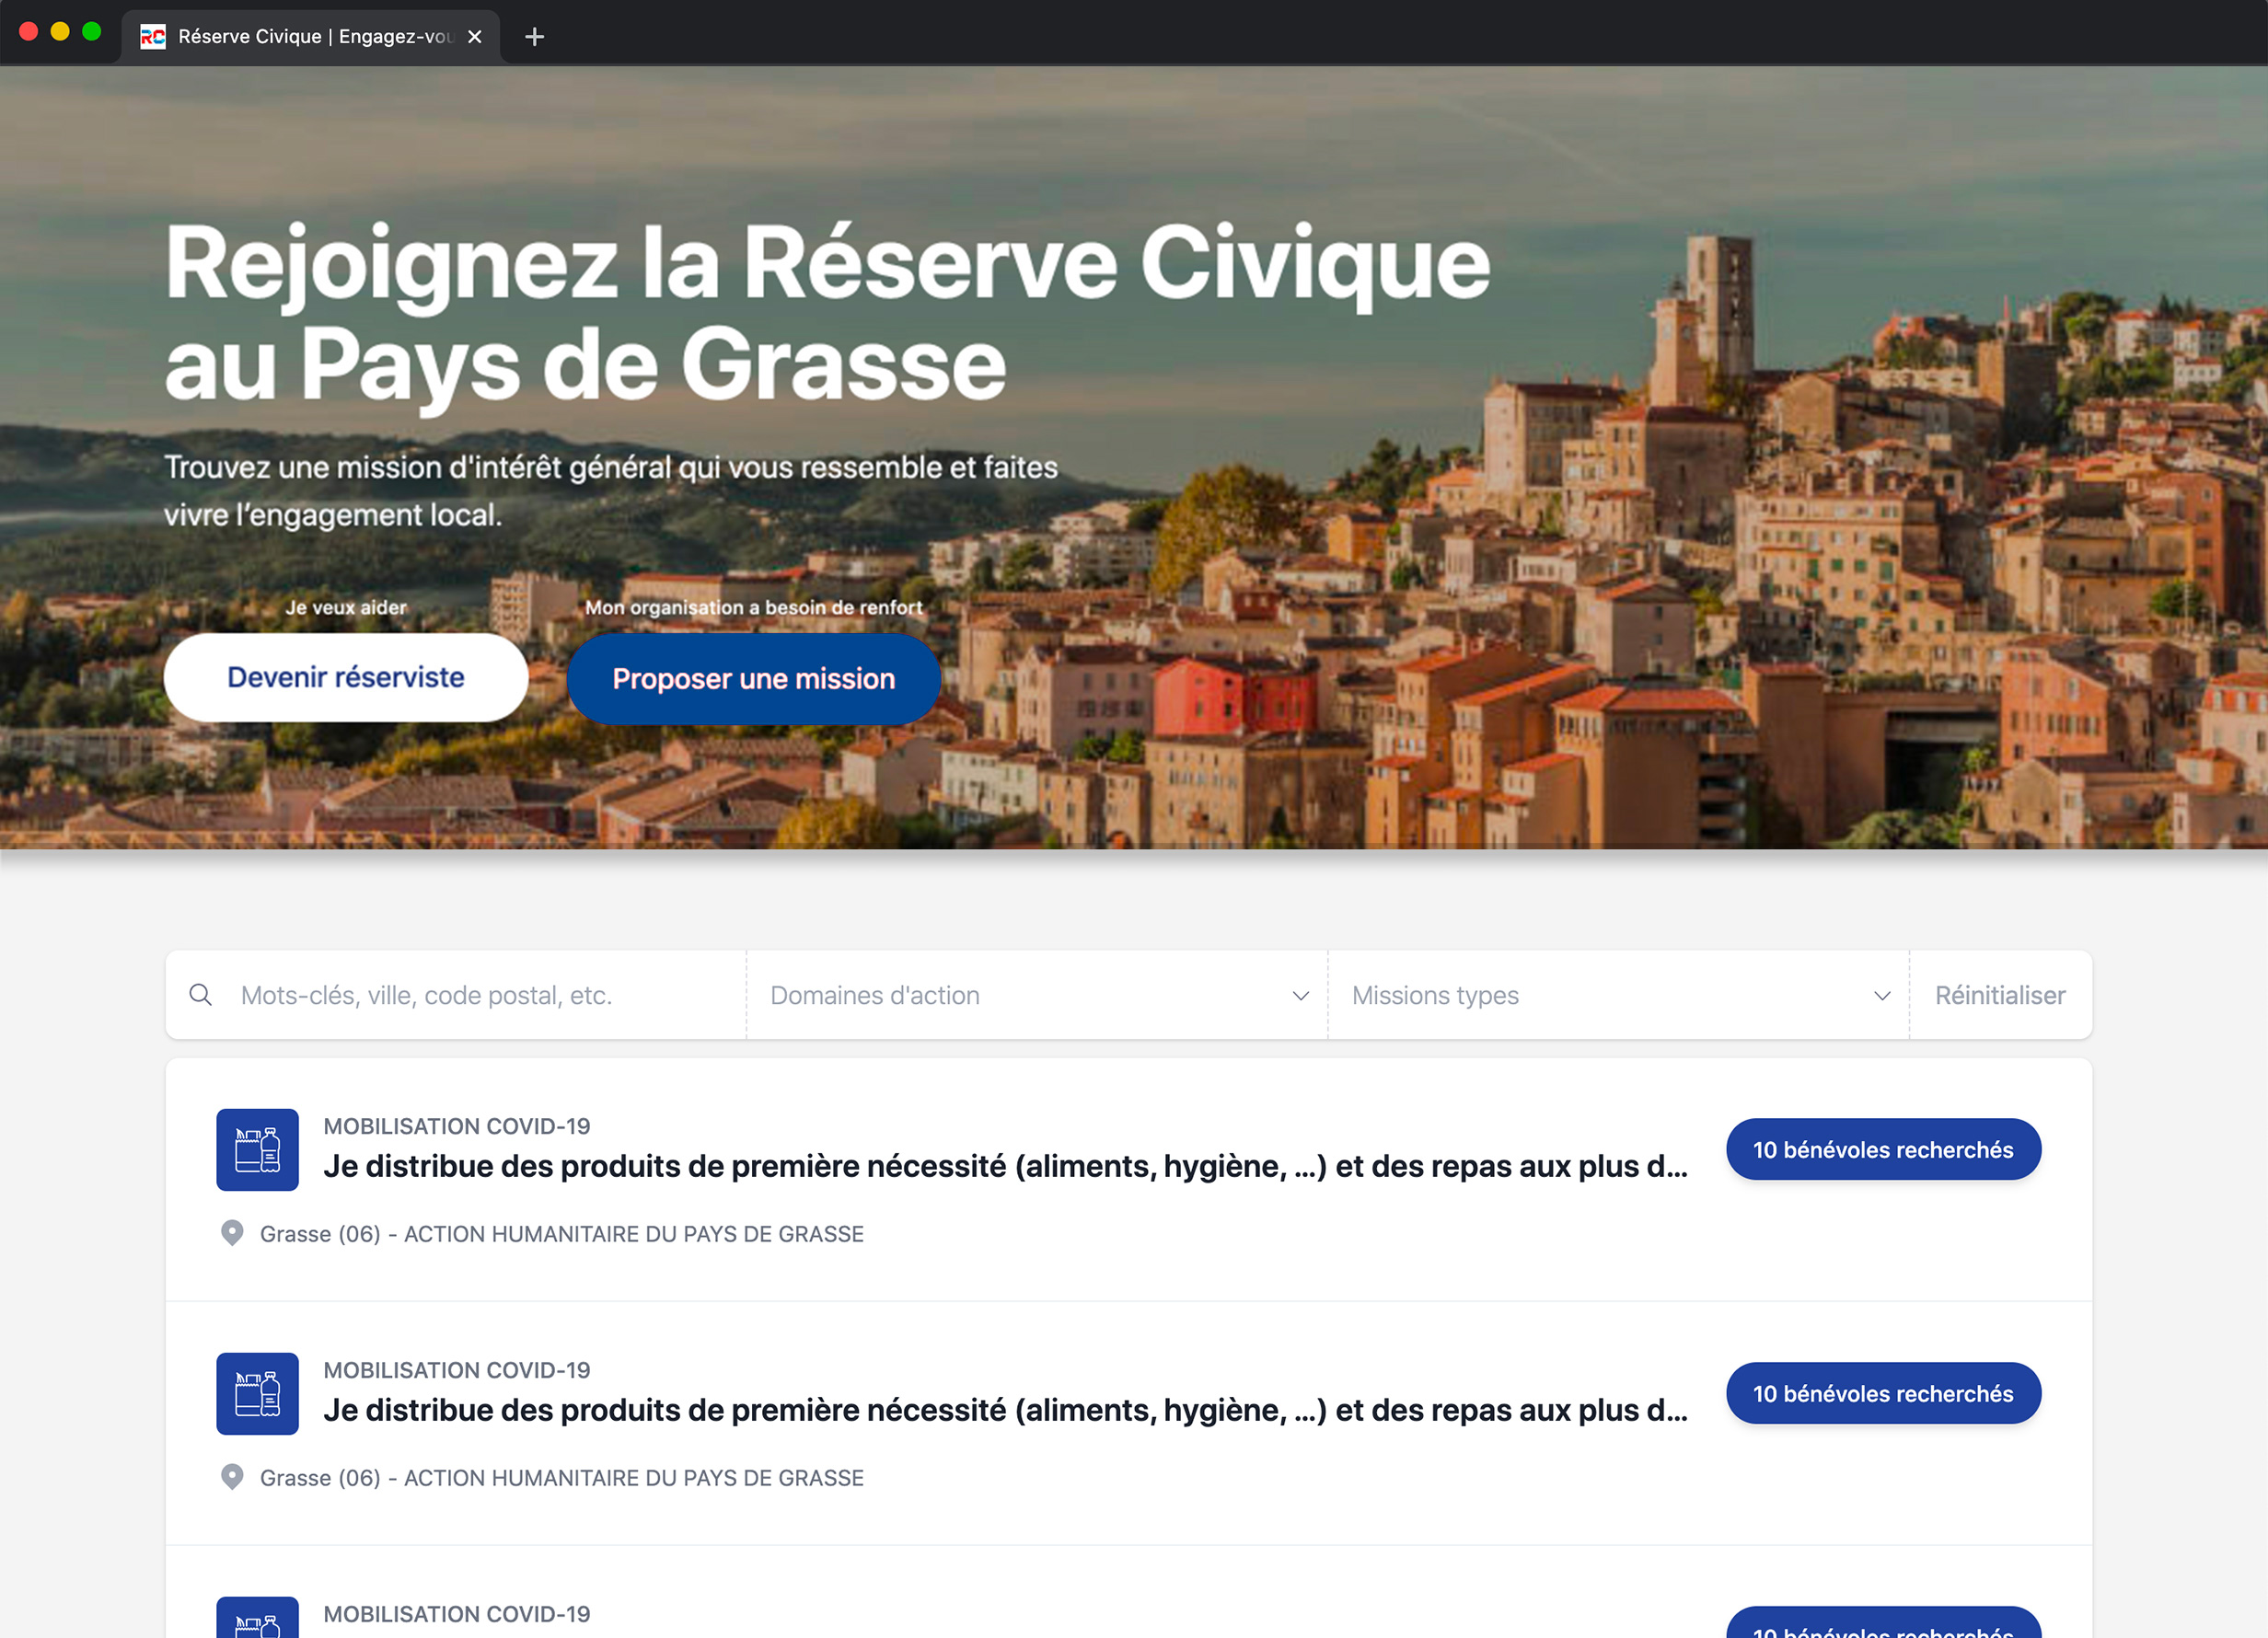 RC Réserve Civique | Engagez-vou
Rejoignez la Réserve Civique
au Pays de Grasse
Trouvez une mission d'intérêt général qui vous ressemble et faites
vivre l’engagement local.
Je veux aider
Mon organisation a besoin de renfort
Devenir réserviste
Proposer une mission
Mots-clés, ville, code postal, etc.
Domaines d'action
Missions types
Réinitialiser
MOBILISATION COVID-19
Je distribue des produits de première nécessité (aliments, hygiène, ...) et des repas aux plus d...
10 bénévoles recherchés
Grasse (06) - ACTION HUMANITAIRE DU PAYS DE GRASSE
MOBILISATION COVID-19
Je distribue des produits de première nécessité (aliments, hygiène, ...) et des repas aux plus d...
10 bénévoles recherchés
Grasse (06) - ACTION HUMANITAIRE DU PAYS DE GRASSE
MOBILISATION COVID-19
10 bénévoles recherchés